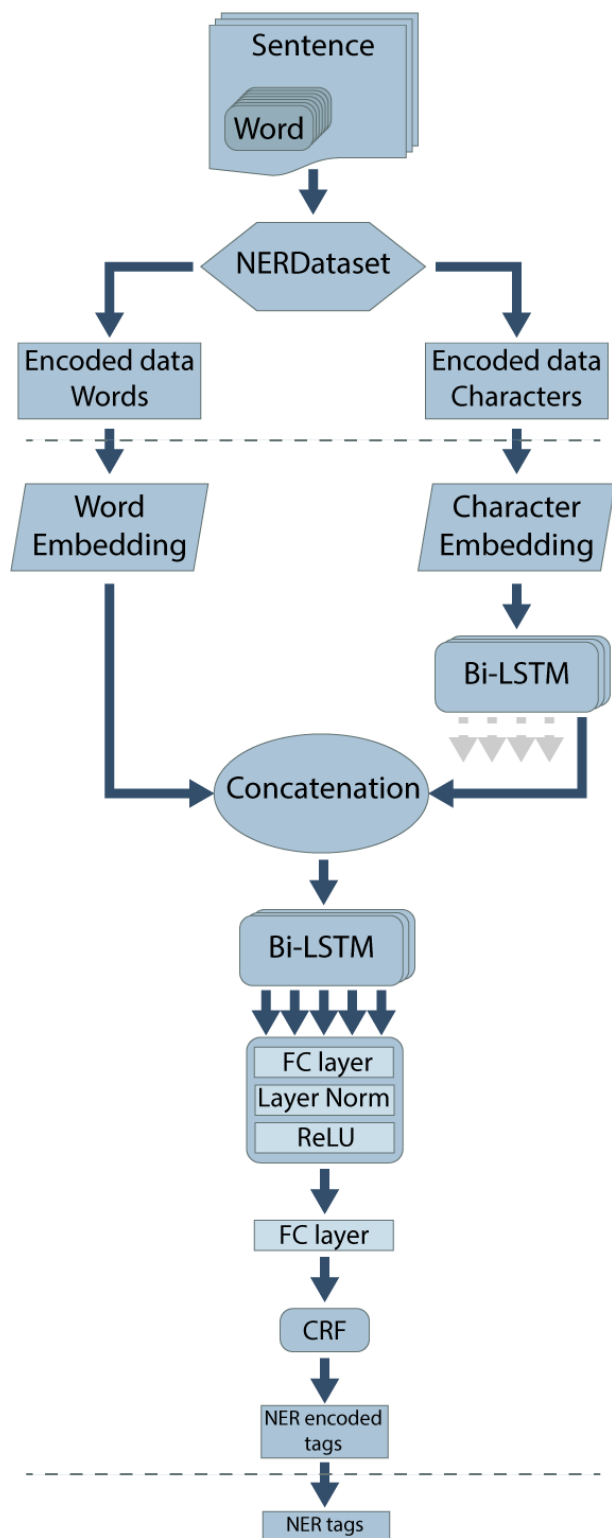 Sentence
Word
NERDataset
Encoded data
Words
Encoded data
Characters
Word
Embedding
Character
Embedding
Bi-LSTM
Concatenation
Bi-LSTM
FC layer
Layer Norm
ReLU
FC layer
CRF
NER encoded
tags
NER tags